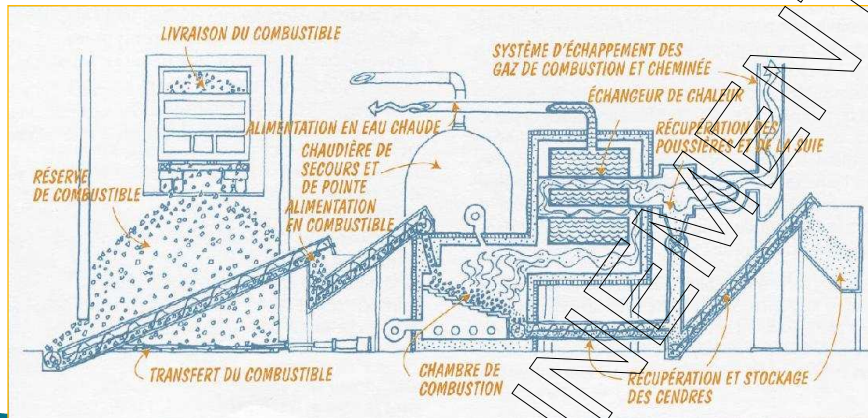 LIVRAISON DU COMBUSTIBLE
SYSTÈME D'ÉCHAPPEMENT DES
GAZ DE COMBUSTION ET CHEMINÉE
ÉCHANGEUR DE CHALEUR
ALIMENTATION EN EAU CHAUDE
RÉCUPÉRATION DES
POUSSIÈRES ET DE LA SUIE
CHAUDIÈRE DE
SECOURS ET
DE POINTE
RÉSERVE
DE COMBUSTIBLE
ALIMENTATION
EN COMBUSTIBLE
TRANSFERT DU COMBUSTIBLE
CHAMBRE DE
COMBUSTION
RÉCUPÉRATION ET STOCKAGE
DES CENDRES